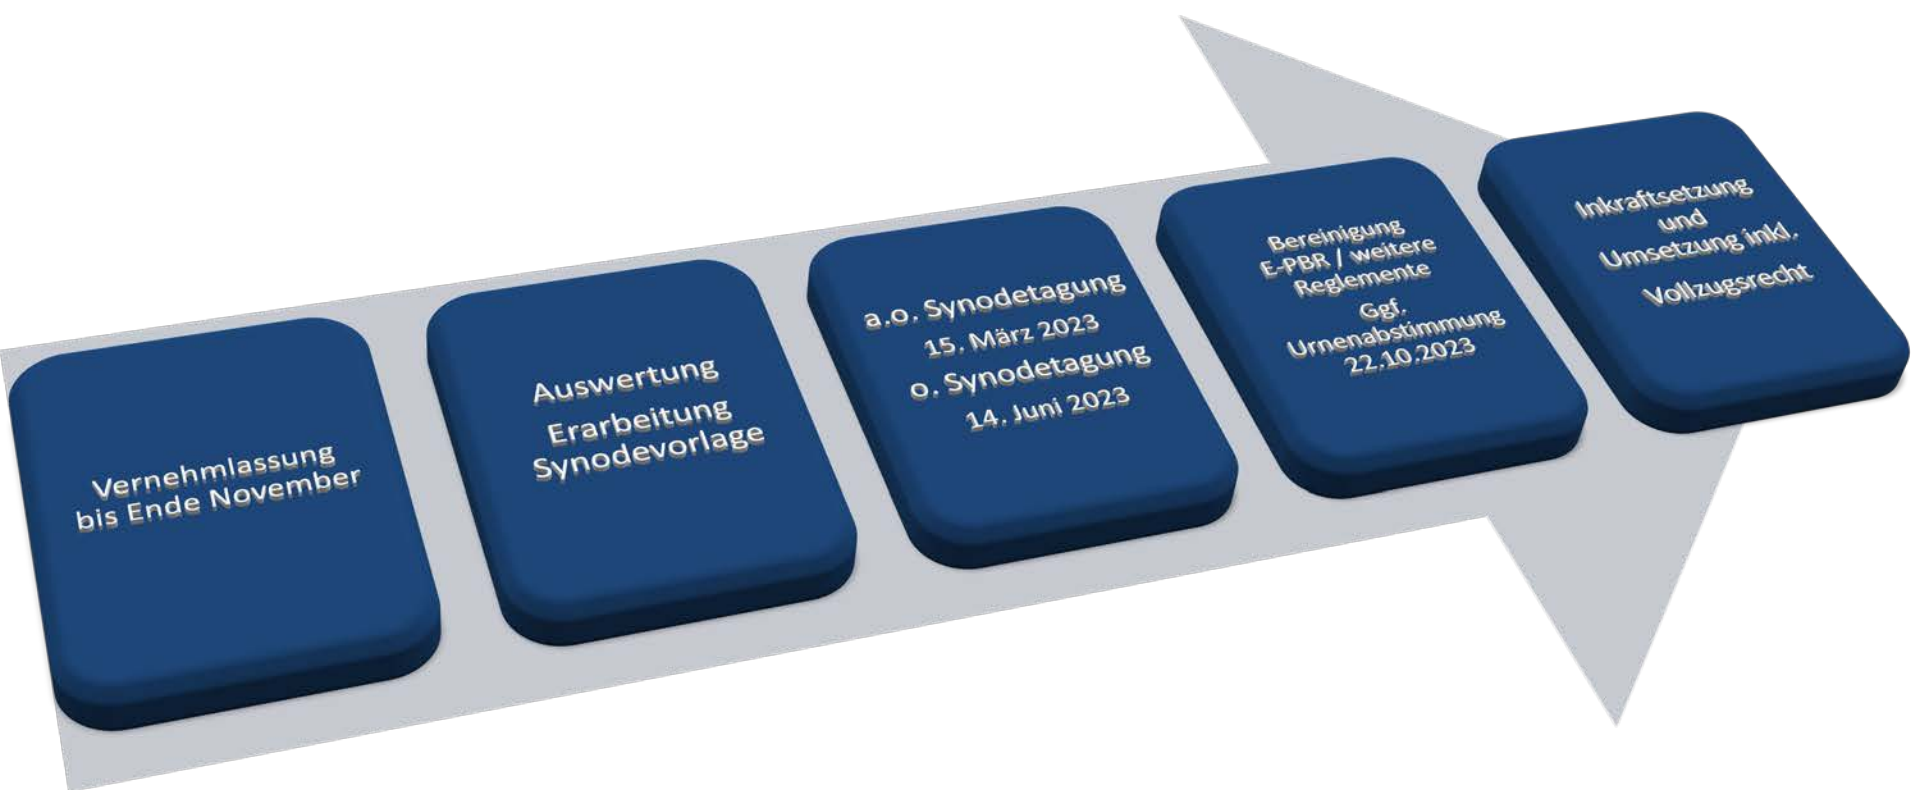 Vernehmlassung
bis Ende November
Auswertung
Erarbeitung
Synodevorlage
a.o. Synodetagung
15. März 2023
o. Synodetagung
14. Juni 2023
Bereinigung
E-PBR / weitere
Reglemente
Ggf.
Urnenabstimmung
22.10.2023
Inkraftsetzung
und
Umsetzung inkl.
Vollzugsrecht